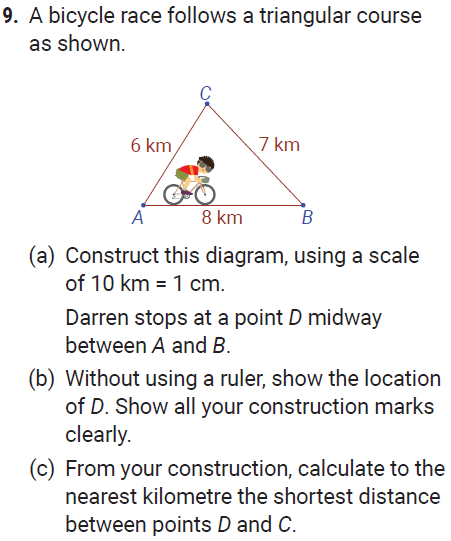 9. A bicycle race follows a triangular course
as shown.
C
6 km
7 km
A
8 km
B
(a) Construct this diagram, using a scale
of 10 km = 1 cm.
Darren stops at a point D midway
between A and B.
(b) Without using a ruler, show the location
of D. Show all your construction marks
clearly.
(c) From your construction, calculate to the
nearest kilometre the shortest distance
between points D and C.